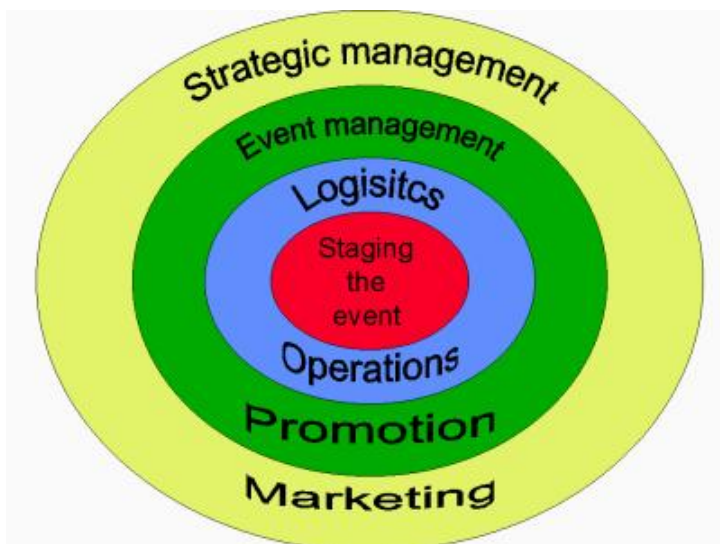 Strategic management
Event management
Logisitcs
Staging
the
event
Operations
Promotion
Marketing